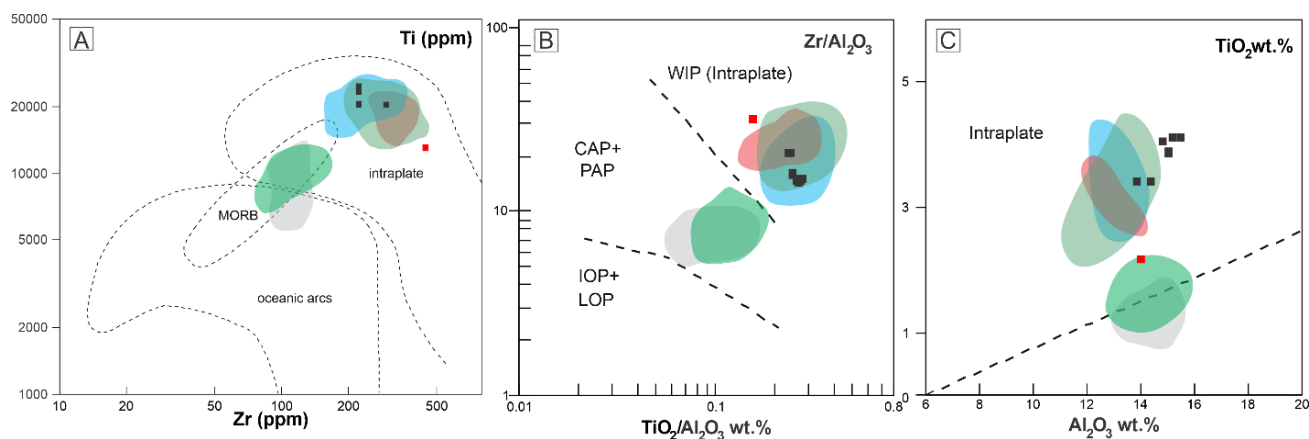 A
Ti (ppm)
50000
20000
10000
5000
2000
1000
intraplate
MORB
oceanic arcs
10
20
50
100
200
500
Zr (ppm)
B
Zr/Al₂O₃
100
10
1
WIP (Intraplate)
CAP+
PAP
IOP+
LOP
0.01
0.1
0.8
TiO₂/Al₂O₃ wt.%
C
TiO₂wt.%
5
3
1
0
Intraplate
6
8
10
12
14
16
18
20
Al₂O₃ wt.%